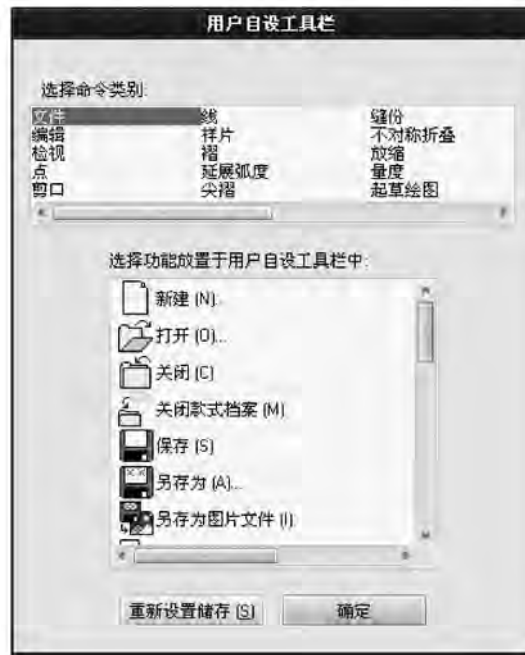 用户自设工具栏
选择命令类别:
文件 线 缝份
编辑 样片 不对称折叠
检视 褶 放缩
点 延展弧度 量度
剪口 尖褶 起草绘图
选择功能放置于用户自设工具栏中:
新建 (N)..
打开 (O)...
关闭 (C)
关闭款式档案 (M)
保存 (S)
另存为 (A)...
另存为图片文件 (I)
重新设置储存 (S) 确定